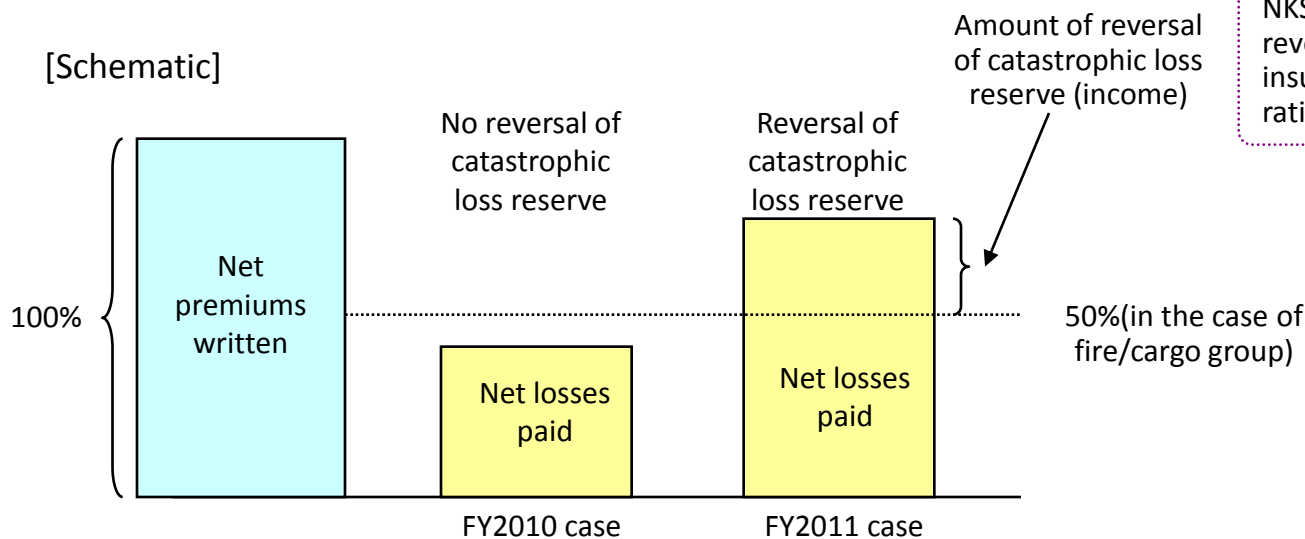 [Schematic]
Amount of reversal
of catastrophic loss
reserve (income)
No reversal of
catastrophic
loss reserve
Reversal of
catastrophic
loss reserve
100%
Net
premiums
written
Net losses
paid
Net losses
paid
50%(in the case of
fire/cargo group)
FY2010 case
FY2011 case